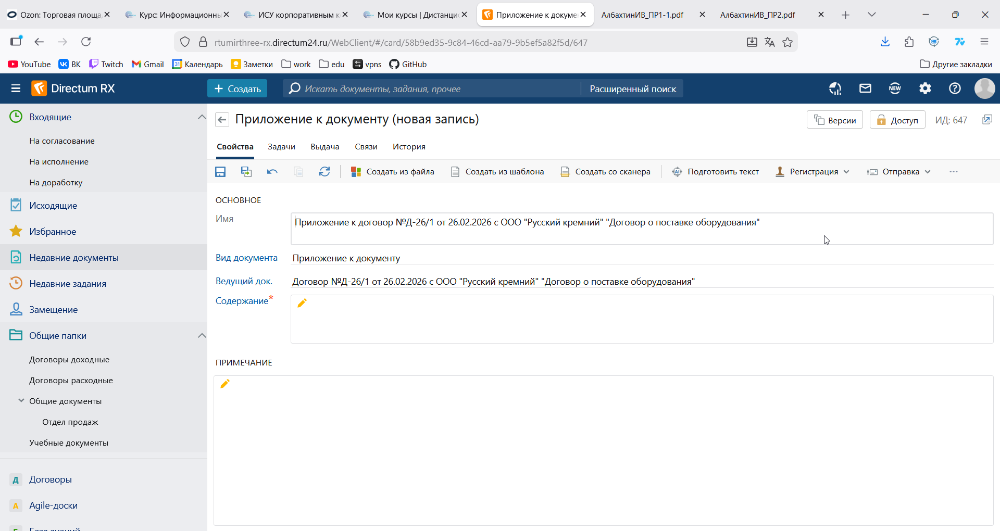 Ozon: Торговая площа
Курс: Информационны
ИСУ корпоративным к
Мои курсы | Дистанцис
Приложение к докуме
АлбахтинИВ_ПР1-1.pdf
АлбахтинИВ_ПР2.pdf
rtumirthree-rx.directum24.ru/WebClient/#/card/58b9ed35-9c84-46cd-aa79-9b5ef5a82f5d/647
YouTube
ВК
Twitch
Gmail
31 Календарь
Заметки
work
edu
vpns
GitHub
Другие закладки
Directum RX
Создать
Искать документы, задания, прочее
Расширенный поиск
NEW
Входящие
На согласование
На исполнение
На доработку
Исходящие
Избранное
Недавние документы
Недавние задания
Замещение
Общие папки
Договоры доходные
Договоры расходные
Общие документы
Отдел продаж
Учебные документы
Д Договоры
А Agile-доски
Приложение к документу (новая запись)
Версии
Доступ
ИД: 647
Свойства
Задачи
Выдача
Связи
История
Создать из файла
Создать из шаблона
Создать со сканера
Подготовить текст
Регистрация
Отправка
ОСНОВНОЕ
Имя
Приложение к договор №Д-26/1 от 26.02.2026 с ООО "Русский кремний" "Договор о поставке оборудования"
Вид документа
Приложение к документу
Ведущий док.
Договор №Д-26/1 от 26.02.2026 с ООО "Русский кремний" "Договор о поставке оборудования"
Содержание*
ПРИМЕЧАНИЕ